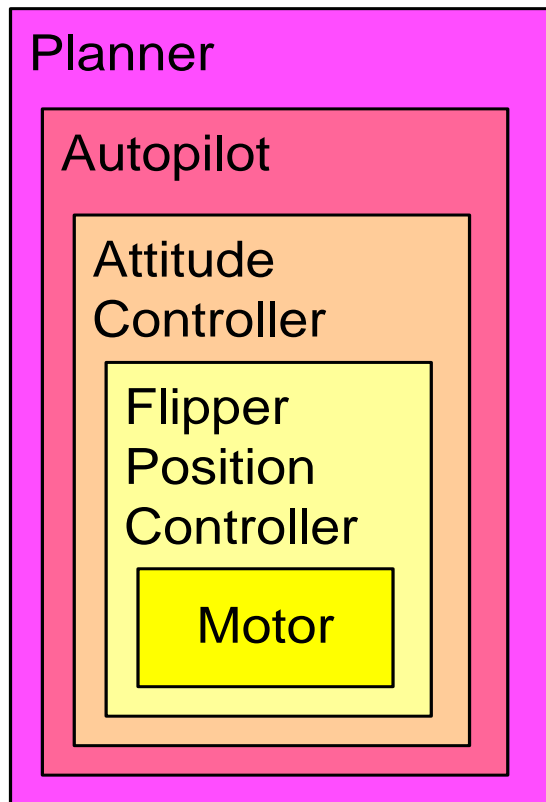 Planner
Autopilot
Attitude
Controller
Flipper
Position
Controller
Motor